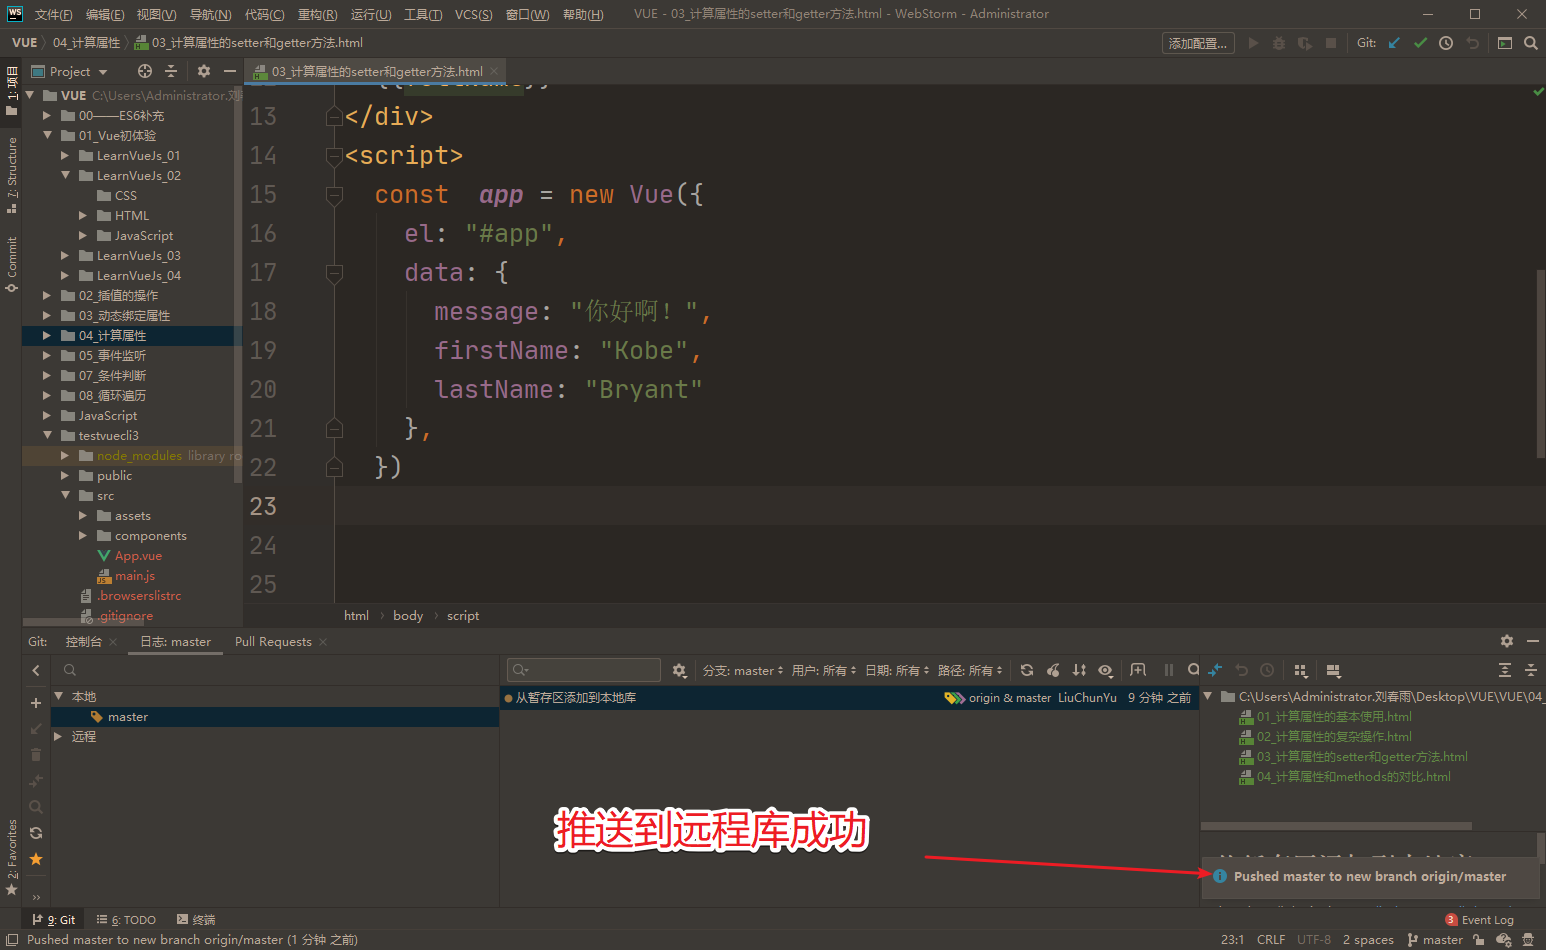 WS 文件(F) 编辑(E) 视图(V) 导航(N) 代码(C) 重构(R) 运行(U) 工具(T) VCS(S) 窗口(W) 帮助(H) VUE - 03_计算属性的setter和getter方法.html - WebStorm - Administrator
VUE 04_计算属性 03_计算属性的setter和getter方法.html 添加配置... Git:
1: 项目
7: Structure
Commit
2: Favorites
Project
VUE C:\Users\Administrator.刘
00——ES6补充
01_Vue初体验
LearnVueJs_01
LearnVueJs_02
CSS
HTML
JavaScript
LearnVueJs_03
LearnVueJs_04
02_插值的操作
03_动态绑定属性
04_计算属性
05_事件监听
07_条件判断
08_循环遍历
JavaScript
testvuecli3
node_modules library ro
public
src
assets
components
App.vue
main.js
.browserslistrc
.gitignore
03_计算属性的setter和getter方法.html
13 </div>
14 <script>
15 const app = new Vue({
16 el: "#app",
17 data: {
18 message: "你好啊！",
19 firstName: "Kobe",
20 lastName: "Bryant"
21 },
22 })
23
24
25
html body script
Git: 控制台 日志: master Pull Requests
本地
master
远程
分支: master 用户: 所有 日期: 所有 路径: 所有
从暂存区添加到本地库 origin & master LiuChunYu 9 分钟 之前
C:\Users\Administrator.刘春雨\Desktop\VUE\VUE\04_
01_计算属性的基本使用.html
02_计算属性的复杂操作.html
03_计算属性的setter和getter方法.html
04_计算属性和methods的对比.html
推送到远程库成功
Pushed master to new branch origin/master
9: Git 6: TODO 终端 3 Event Log
Pushed master to new branch origin/master (1 分钟 之前) 23:1 CRLF UTF-8 2 spaces master